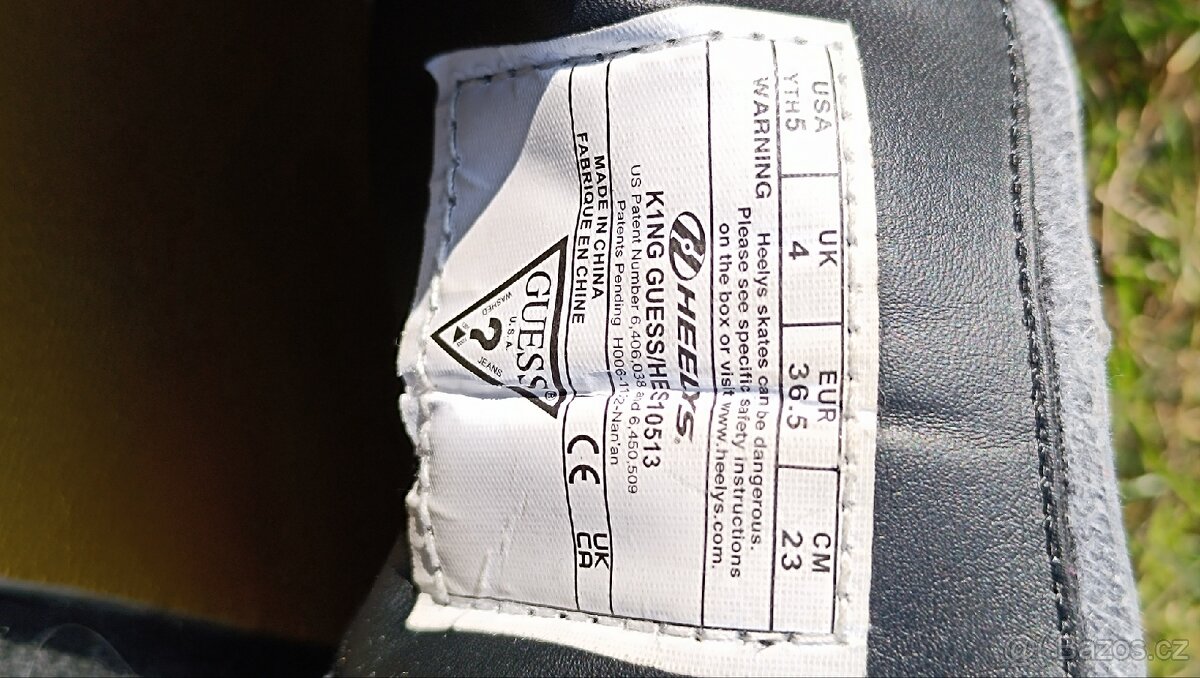 USA UK EUR CM
YTH5 4 36.5 23
WARNING Heelys skates can be dangerous.
Please see specific safety instructions
on the box or visit www.heelys.com.
HEELYS®
K1NG GUESS/HES10513
US Patent Number 6,406,038 and 6,450,509
Patents Pending H006-112-Nan'an
MADE IN CHINA
FABRIQUE EN CHINE
CE UK CA
GUESS®
U.S.A.
WASHED ? JEANS
Bazos.cz